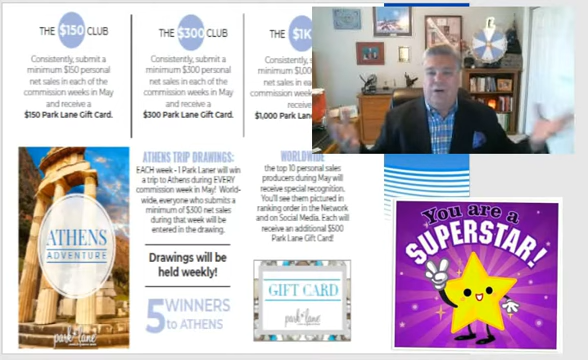 THE $150 CLUB
Consistently, submit a
minimum $150 personal
net sales in each of the
commission weeks in May
and receive a
$150 Park Lane Gift Card.
THE $300 CLUB
Consistently, submit a
minimum $300 personal
net sales in each of the
commission weeks in May
and receive a
$300 Park Lane Gift Card.
THE $1K
Consistently,
minimum $1,00
net sales in ea
commission we
and rece
$1,000 Park Lane
ATHENS
ADVENTURE
park lane
ATHENS TRIP DRAWINGS:
EACH week - 1 Park Laner will win
a trip to Athens during EVERY
commission week in May! World-
wide, everyone who submits a
minimum of $300 net sales
during that week will be
entered in the drawing.
Drawings will be
held weekly!
5 WINNERS
to ATHENS
WORLDWIDE
the top 10 personal sales
producers during May will
receive special recognition.
You'll see them pictured in
ranking order in the Network
and on Social Media. Each will
receive an additional $500
Park Lane Gift Card!
GIFT CARD
park lane
You are a
SUPERSTAR!